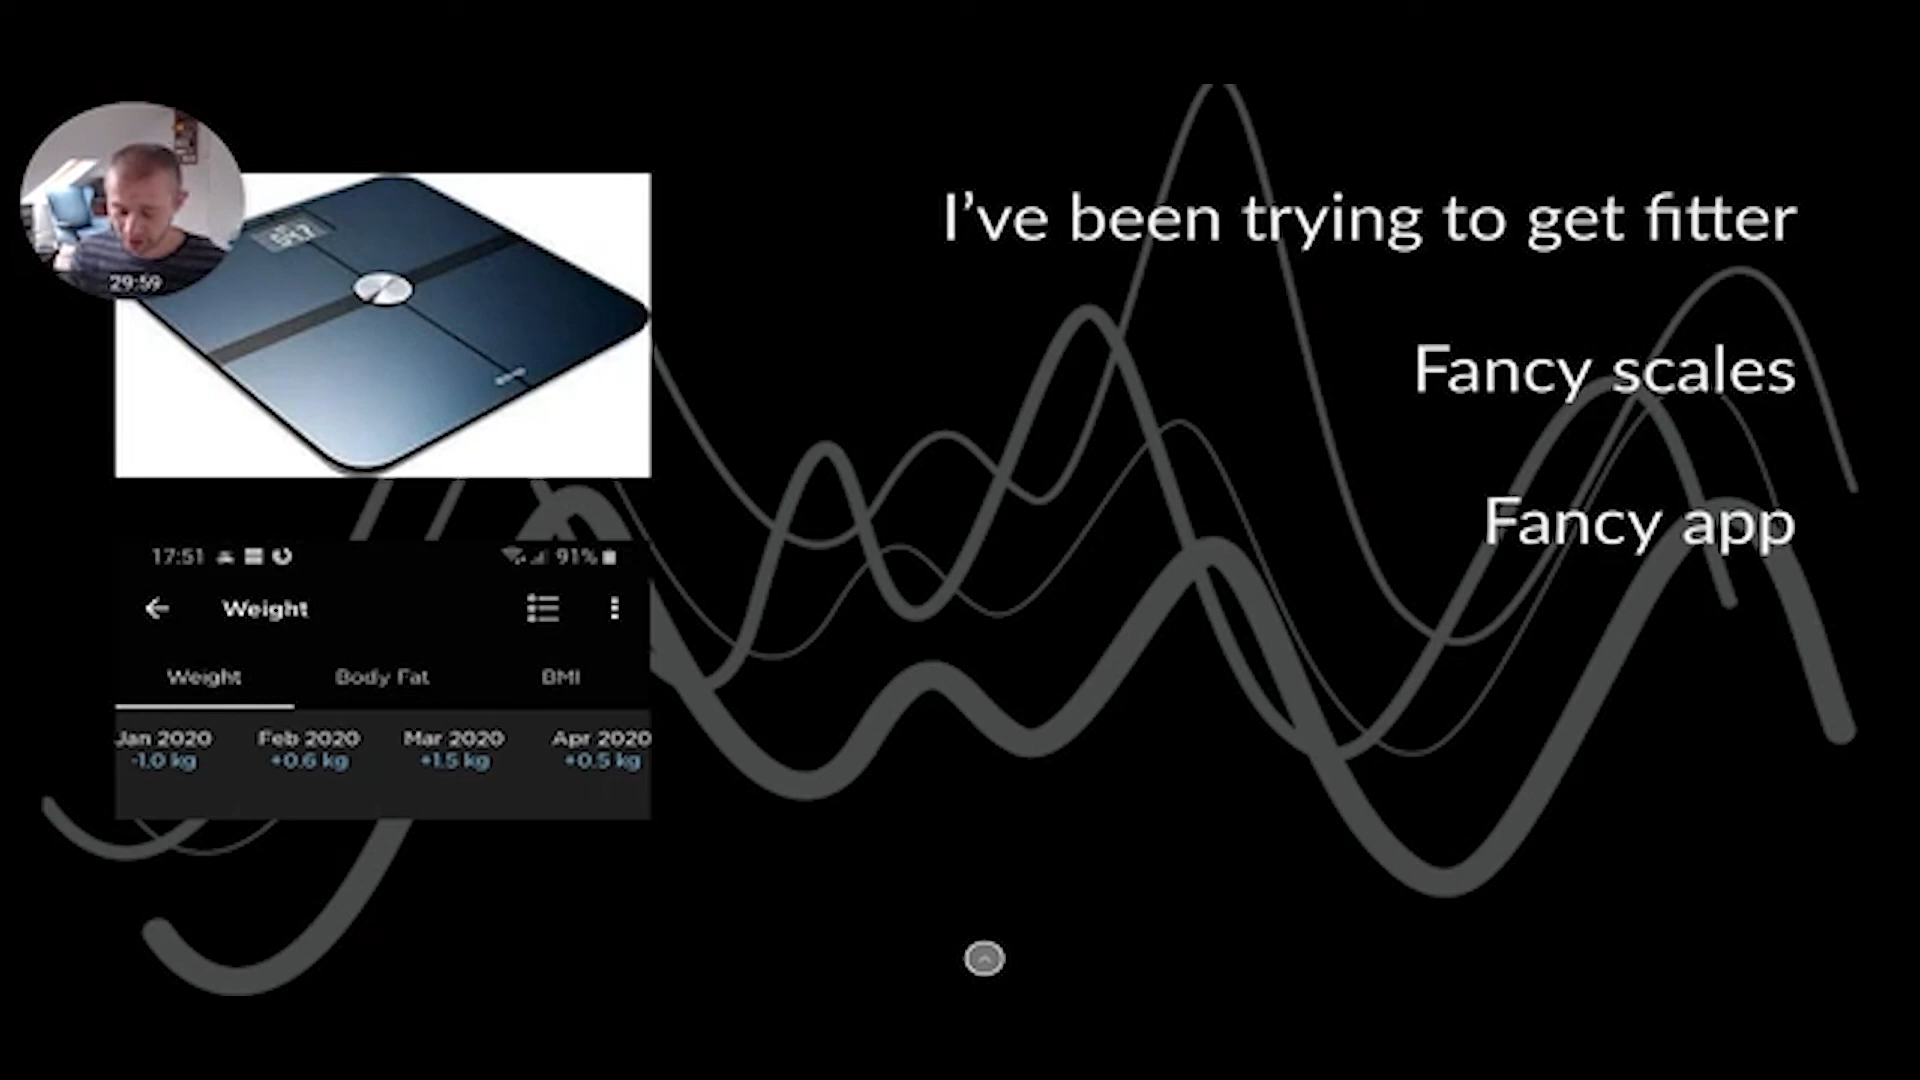 I've been trying to get fitter
Fancy scales
Fancy app
29:59
17:51 91%
Weight
Weight Body Fat BMI
Jan 2020 Feb 2020 Mar 2020 Apr 2020
-1.0 kg +0.6 kg +1.5 kg +0.5 kg